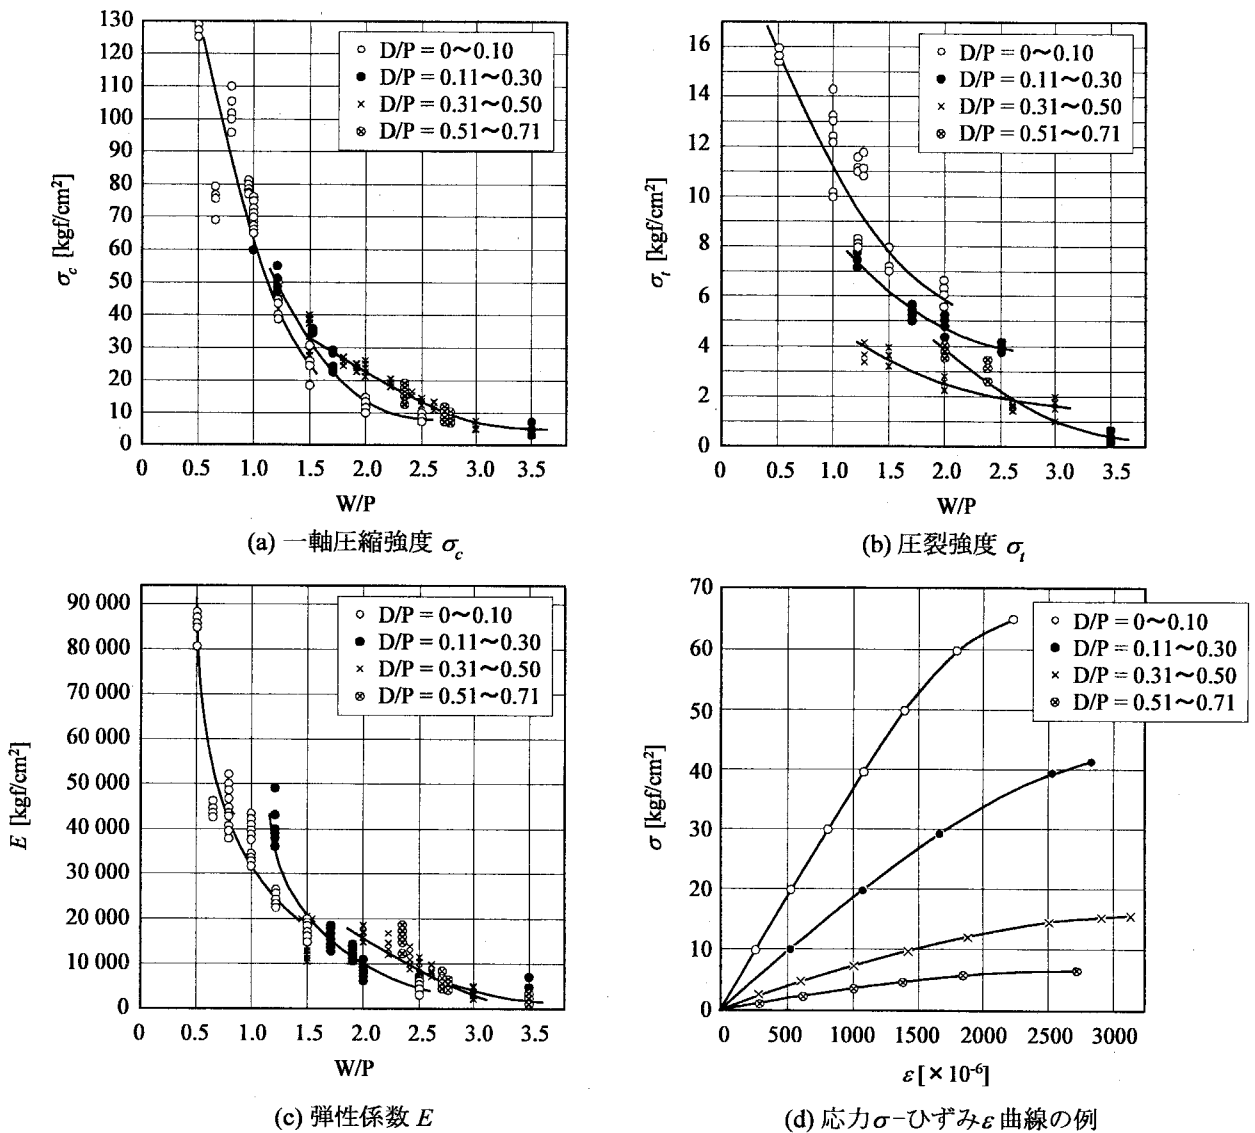 130
120
110
100
90
80
70
60
50
40
30
20
10
0
σc [kgf/cm²]
D/P = 0～0.10
D/P = 0.11～0.30
D/P = 0.31～0.50
D/P = 0.51～0.71
0 0.5 1.0 1.5 2.0 2.5 3.0 3.5
W/P
(a) 一軸圧縮強度 σc
16
14
12
10
8
6
4
2
0
σt [kgf/cm²]
D/P = 0～0.10
D/P = 0.11～0.30
D/P = 0.31～0.50
D/P = 0.51～0.71
0 0.5 1.0 1.5 2.0 2.5 3.0 3.5
W/P
(b) 圧裂強度 σt
90 000
80 000
70 000
60 000
50 000
40 000
30 000
20 000
10 000
0
E [kgf/cm²]
D/P = 0～0.10
D/P = 0.11～0.30
D/P = 0.31～0.50
D/P = 0.51～0.71
0 0.5 1.0 1.5 2.0 2.5 3.0 3.5
W/P
(c) 弾性係数 E
70
60
50
40
30
20
10
0
σ [kgf/cm²]
D/P = 0～0.10
D/P = 0.11～0.30
D/P = 0.31～0.50
D/P = 0.51～0.71
0 500 1000 1500 2000 2500 3000
ε [×10⁻⁶]
(d) 応力σ−ひずみε曲線の例